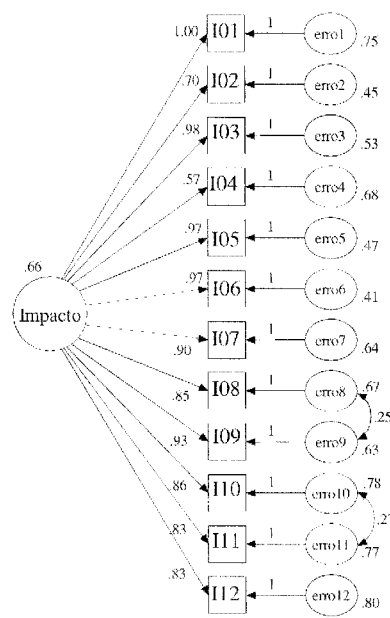 1.00 I01 1 erro1 .75
.70 I02 1 erro2 .45
.98 I03 1 erro3 .53
.57 I04 1 erro4 .68
.97 I05 1 erro5 .47
.66
.97 I06 1 erro6 .41
Impacto
.90 I07 1 erro7 .64
.85 I08 1 erro8 .67
.25
.93 I09 1 erro9 .63
.86 I10 1 erro10 .78
.83 I11 1 erro11 .77
.83 I12 1 erro12 .80